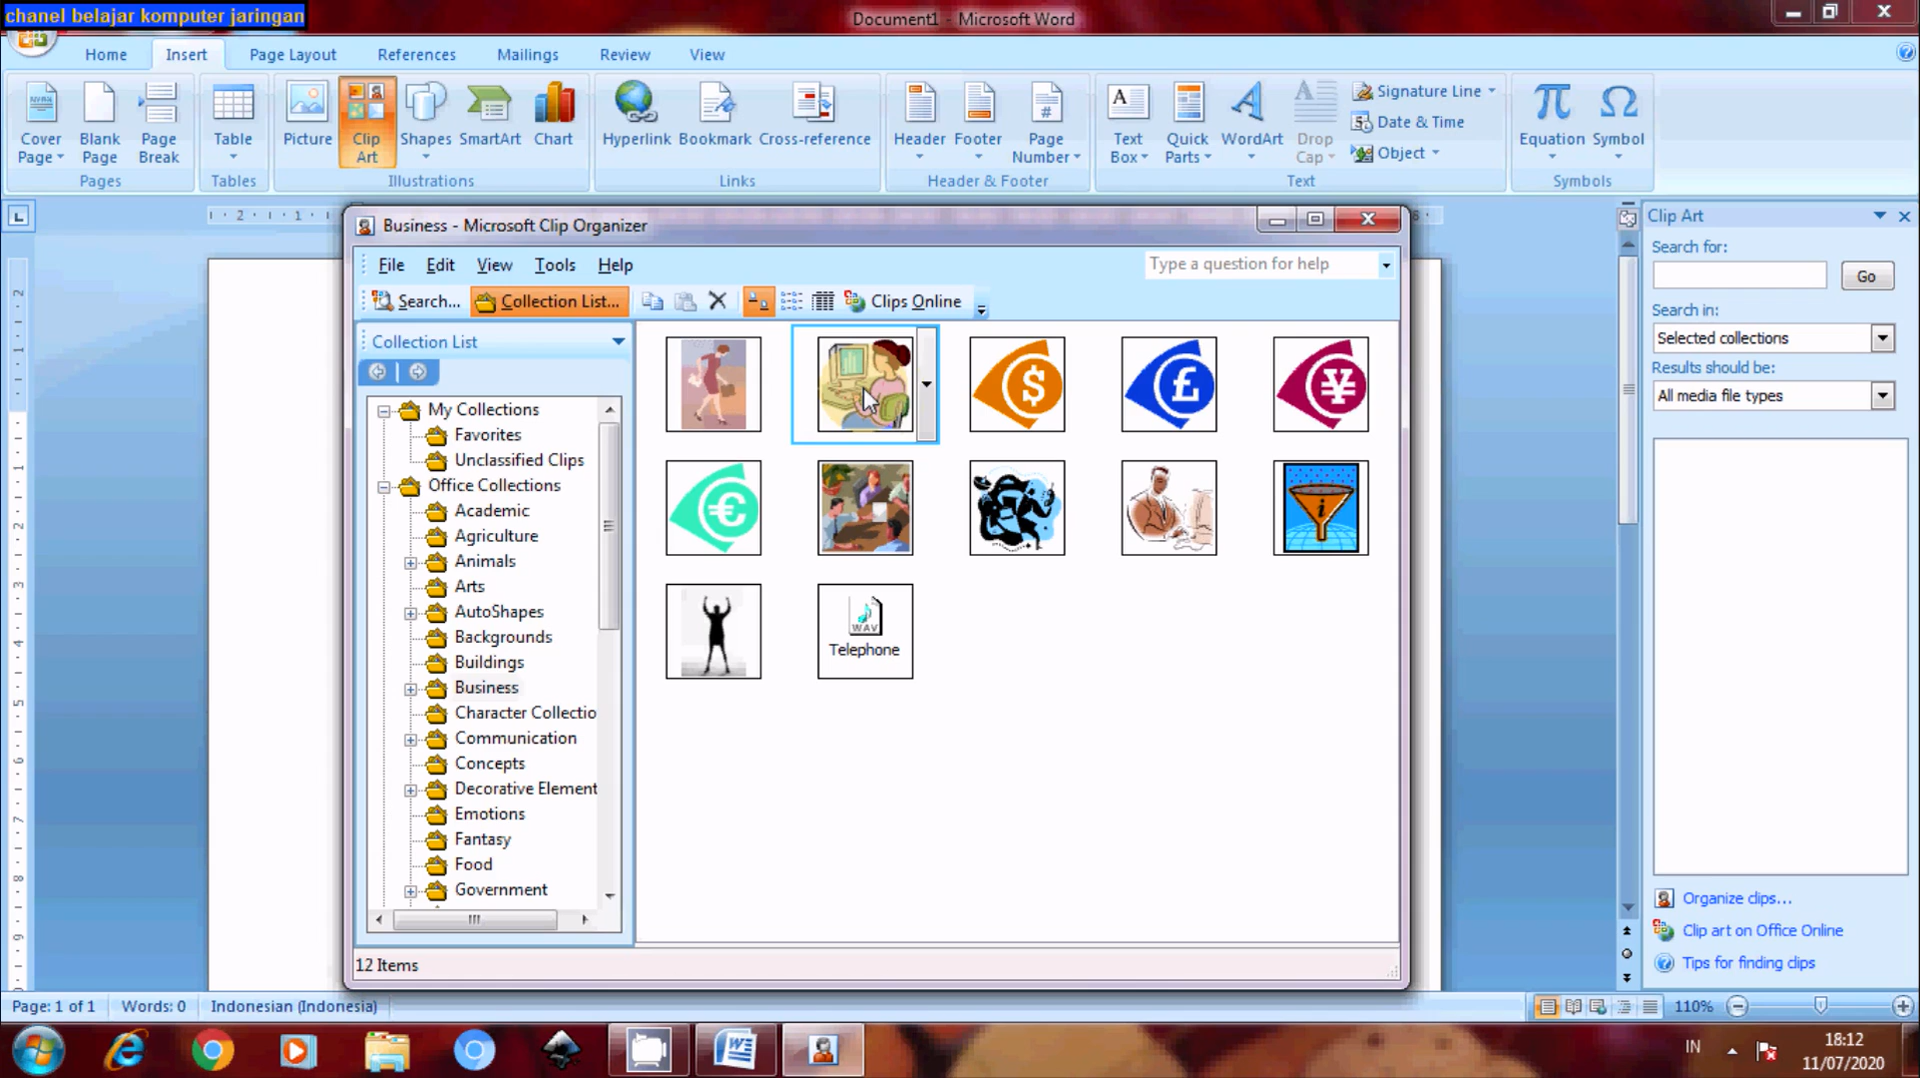 chanel belajar komputer jaringan
Document1 - Microsoft Word
Home Insert Page Layout References Mailings Review View
Cover Page
Blank Page
Page Break
Table
Picture
Clip Art
Shapes
SmartArt
Chart
Hyperlink
Bookmark
Cross-reference
Header
Footer
Page Number
Text Box
Quick Parts
WordArt
Drop Cap
Signature Line
Date & Time
Object
Equation
Symbol
Pages Tables Illustrations Links Header & Footer Text Symbols
Business - Microsoft Clip Organizer
File Edit View Tools Help
Type a question for help
Search... Collection List... Clips Online
Collection List
My Collections
Favorites
Unclassified Clips
Office Collections
Academic
Agriculture
Animals
Arts
AutoShapes
Backgrounds
Buildings
Business
Character Collectio
Communication
Concepts
Decorative Element
Emotions
Fantasy
Food
Government
$ £ ¥
€ i
WAV
Telephone
12 Items
Clip Art
Search for:
Go
Search in:
Selected collections
Results should be:
All media file types
Organize clips...
Clip art on Office Online
Tips for finding clips
Page: 1 of 1 Words: 0 Indonesian (Indonesia) 110%
IN
18:12
11/07/2020